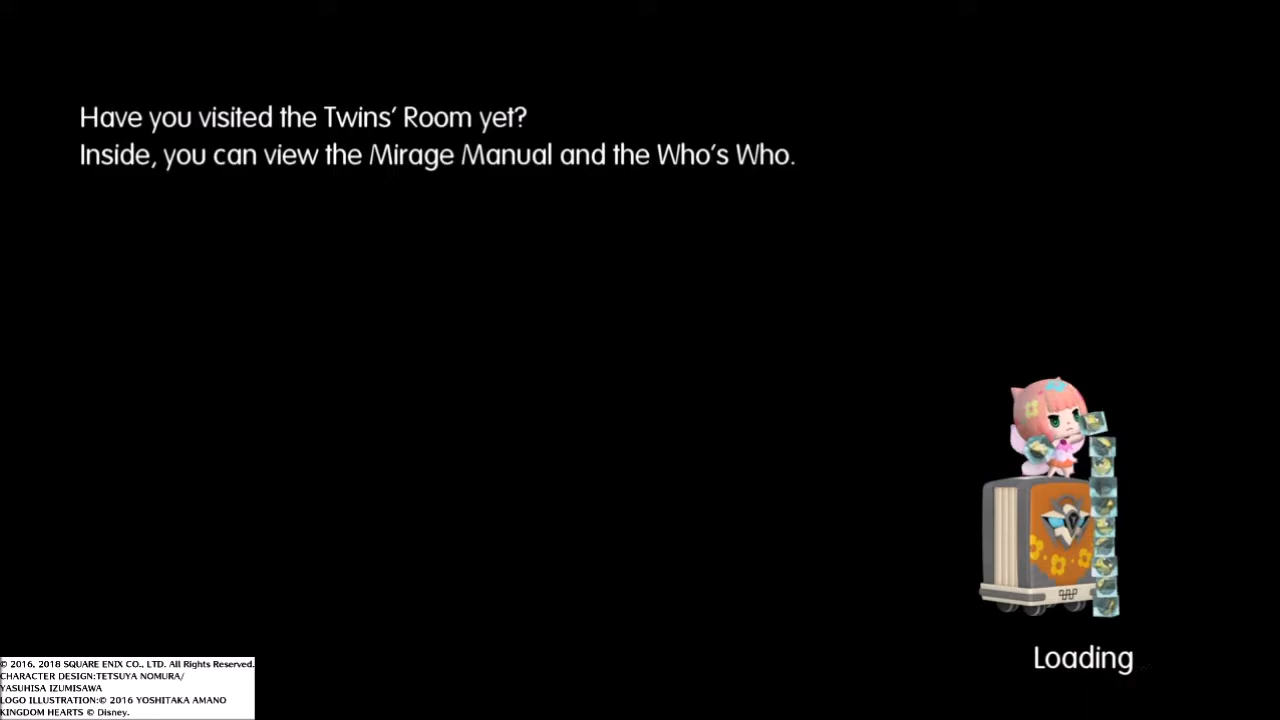 Have you visited the Twins' Room yet?
Inside, you can view the Mirage Manual and the Who's Who.
Loading
© 2016, 2018 SQUARE ENIX CO., LTD. All Rights Reserved.
CHARACTER DESIGN:TETSUYA NOMURA/
YASUHISA IZUMISAWA
LOGO ILLUSTRATION:© 2016 YOSHITAKA AMANO
KINGDOM HEARTS © Disney.